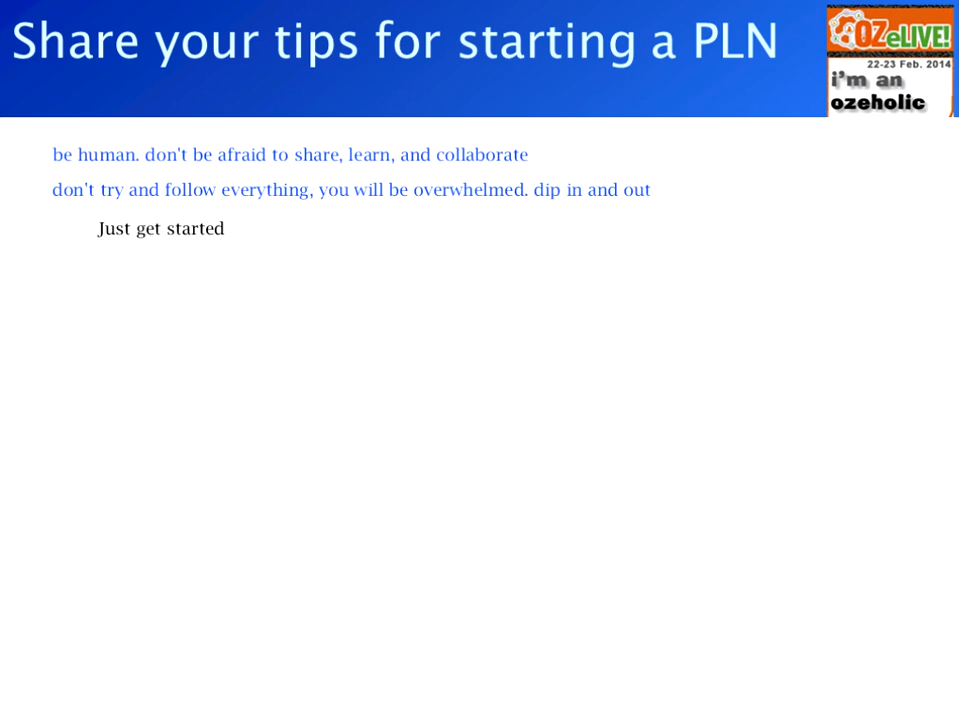 Share your tips for starting a PLN
OZeLIVE!
22-23 Feb. 2014
i'm an
ozeholic
be human. don't be afraid to share, learn, and collaborate
don't try and follow everything, you will be overwhelmed. dip in and out
Just get started